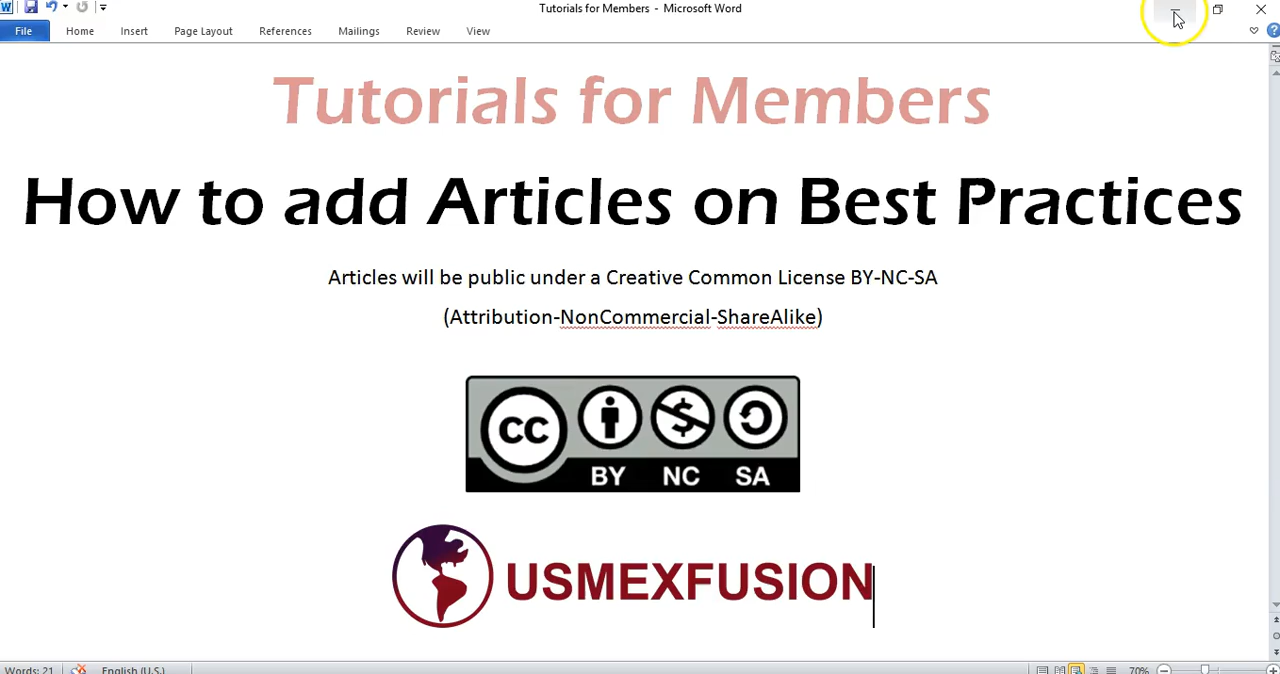 Tutorials for Members - Microsoft Word
File Home Insert Page Layout References Mailings Review View
Tutorials for Members
How to add Articles on Best Practices
Articles will be public under a Creative Common License BY-NC-SA
(Attribution-NonCommercial-ShareAlike)
CC
BY NC SA
USMEXFUSION
Words: 21 English (U.S.) 70%